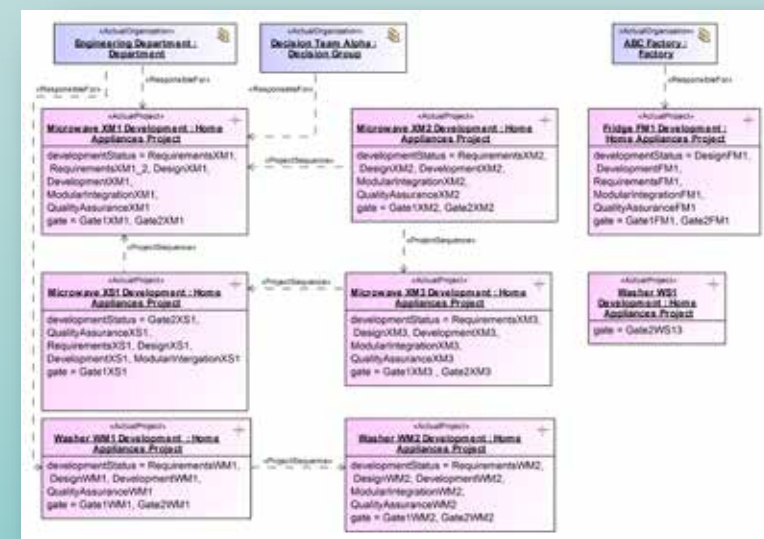 «ActualOrganisation»
Engineering Department :
Department
«ActualOrganisation»
Decision Team Alpha :
Decision Group
«ActualOrganisation»
ABC Factory :
Factory
«ResponsibleFor»
«ResponsibleFor»
«ResponsibleFor»
«ResponsibleFor»
«ActualProject»
Microwave XM1 Development : Home
Appliances Project
developmentStatus = RequirementsXM1,
RequirementsXM1_2, DesignXM1,
DevelopmentXM1,
ModularIntegrationXM1,
QualityAssuranceXM1
gate = Gate1XM1, Gate2XM1
«ProjectSequence»
«ActualProject»
Microwave XM2 Development : Home
Appliances Project
developmentStatus = RequirementsXM2,
DesignXM2, DevelopmentXM2,
ModularIntegrationXM2,
QualityAssuranceXM2
gate = Gate1XM2, Gate2XM2
«ActualProject»
Fridge FM1 Development :
Home Appliances Project
developmentStatus = DesignFM1,
DevelopmentFM1,
RequirementsFM1,
ModularIntegrationFM1,
QualityAssuranceFM1
gate = Gate1FM1, Gate2FM1
«ProjectSequence»
«ProjectSequence»
«ActualProject»
Microwave XS1 Development : Home
Appliances Project
developmentStatus = Gate2XS1,
QualityAssuranceXS1,
RequirementsXS1, DesignXS1,
DevelopmentXS1, ModularIntergationXS1
gate = Gate1XS1
«ProjectSequence»
«ActualProject»
Microwave XM3 Development : Home
Appliances Project
developmentStatus = RequirementsXM3,
DesignXM3, DevelopmentXM3,
ModularIntegrationXM3,
QualityAssuranceXM3
gate = Gate1XM3 , Gate2XM3
«ActualProject»
Washer WS1
Development : Home
Appliances Project
gate = Gate2WS13
«ActualProject»
Washer WM1 Development : Home
Appliances Project
developmentStatus = RequirementsWM1,
DesignWM1, DevelopmentWM1,
QualityAssuranceWM1
gate = Gate1WM1, Gate2WM1
«ProjectSequence»
«ActualProject»
Washer WM2 Development : Home
Appliances Project
developmentStatus = RequirementsWM2,
DesignWM2, DevelopmentWM2,
ModularIntegrationWM2,
QualityAssuranceWM2
gate = Gate1WM2, Gate2WM2